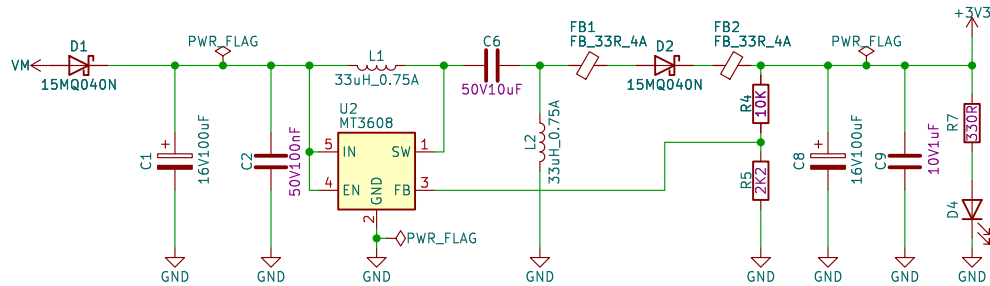 +3V3
D1
PWR_FLAG
FB1
FB2
PWR_FLAG
FB_33R_4A
FB_33R_4A
VM
L1
C6
D2
15MQ040N
33uH_0.75A
50V10uF
15MQ040N
R4
10K
U2
MT3608
C1
16V100uF
C2
50V100nF
5
IN
SW
1
4
EN
FB
3
GND
2
L2
33uH_0.75A
R5
2K2
C8
16V100uF
C9
10V1uF
R7
330R
D4
PWR_FLAG
GND
GND
GND
GND
GND
GND
GND
GND